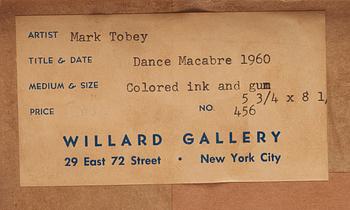 ARTIST Mark Tobey
TITLE & DATE Dance Macabre 1960
MEDIUM & SIZE Colored ink and gum
5 3/4 x 8 1/
PRICE NO. 456
WILLARD GALLERY
29 East 72 Street • New York City